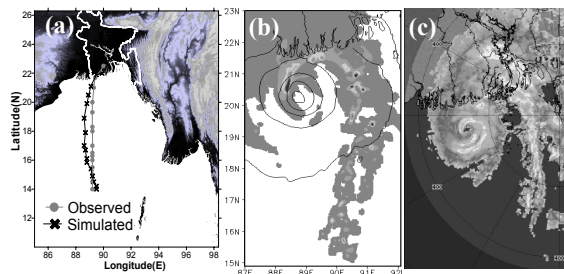 (a)
(b)
(c)
26
24
22
20
18
16
14
12
Latitude(N)
Observed
Simulated
86 88 90 92 94 96 98
Longitude(E)
23N
22N
21N
20N
19N
18N
17N
16N
15N
87E 88E 89E 90E 91E 92E
400